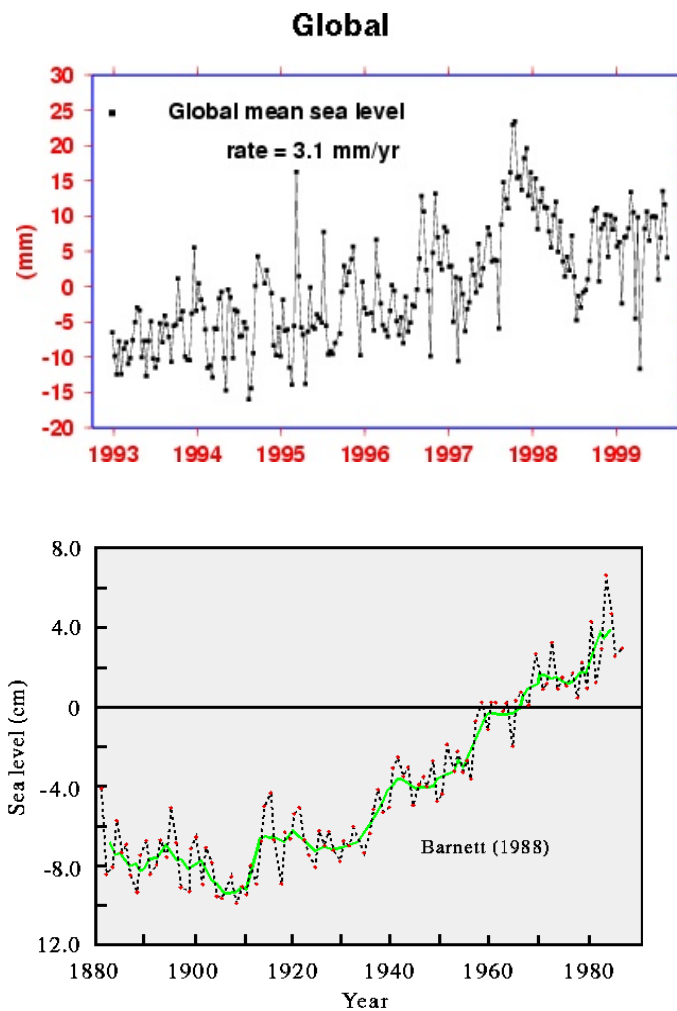 Global
30
25
20
15
10
5
0
-5
-10
-15
-20
(mm)
Global mean sea level
rate = 3.1 mm/yr
1993 1994 1995 1996 1997 1998 1999
8.0
4.0
0
-4.0
-8.0
12.0
Sea level (cm)
Barnett (1988)
1880 1900 1920 1940 1960 1980
Year